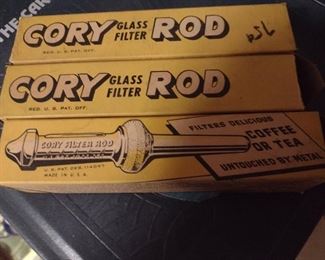 CORY GLASS FILTER ROD
REG. U. S. PAT. OFF.
CORY GLASS FILTER ROD
REG. U. S. PAT. OFF.
FILTERS DELICIOUS
COFFEE
OR TEA
UNTOUCHED BY METAL
CORY FILTER ROD
MADE IN U.S.A.